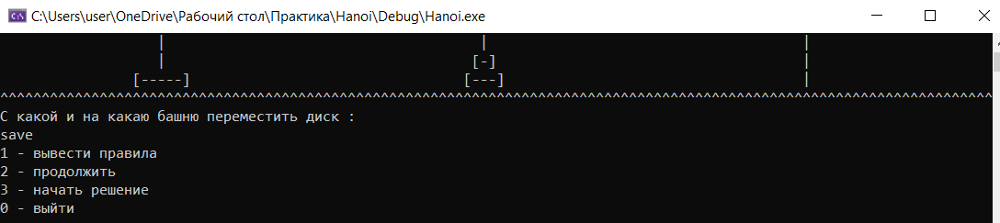 C:\Users\user\OneDrive\Рабочий стол\Практика\Hanoi\Debug\Hanoi.exe
| | |
| [-] |
[-----] [---] |
^^^^^^^^^^^^^^^^^^^^^^^^^^^^^^^^^^^^^^^^^^^^^^^^^^^^^^^^^^^^^^^^^^^^^^^^^^^^^^^^^^^^^^^^^^^^^^^^^^^^^^^^^^^^^^^^^^^^^^^^
С какой и на какаю башню переместить диск :
save
1 - вывести правила
2 - продолжить
3 - начать решение
0 - выйти